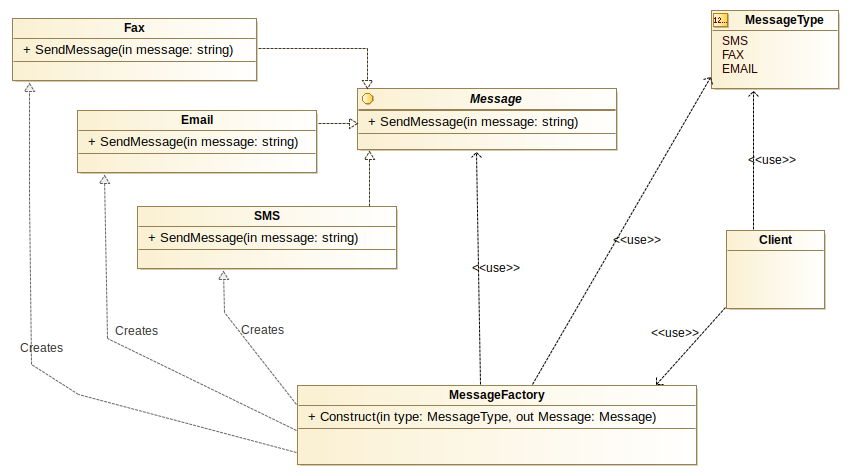 Fax
+ SendMessage(in message: string)
12...
MessageType
SMS
FAX
EMAIL
Message
+ SendMessage(in message: string)
Email
+ SendMessage(in message: string)
<<use>>
SMS
+ SendMessage(in message: string)
<<use>>
Client
<<use>>
Creates
Creates
Creates
<<use>>
MessageFactory
+ Construct(in type: MessageType, out Message: Message)